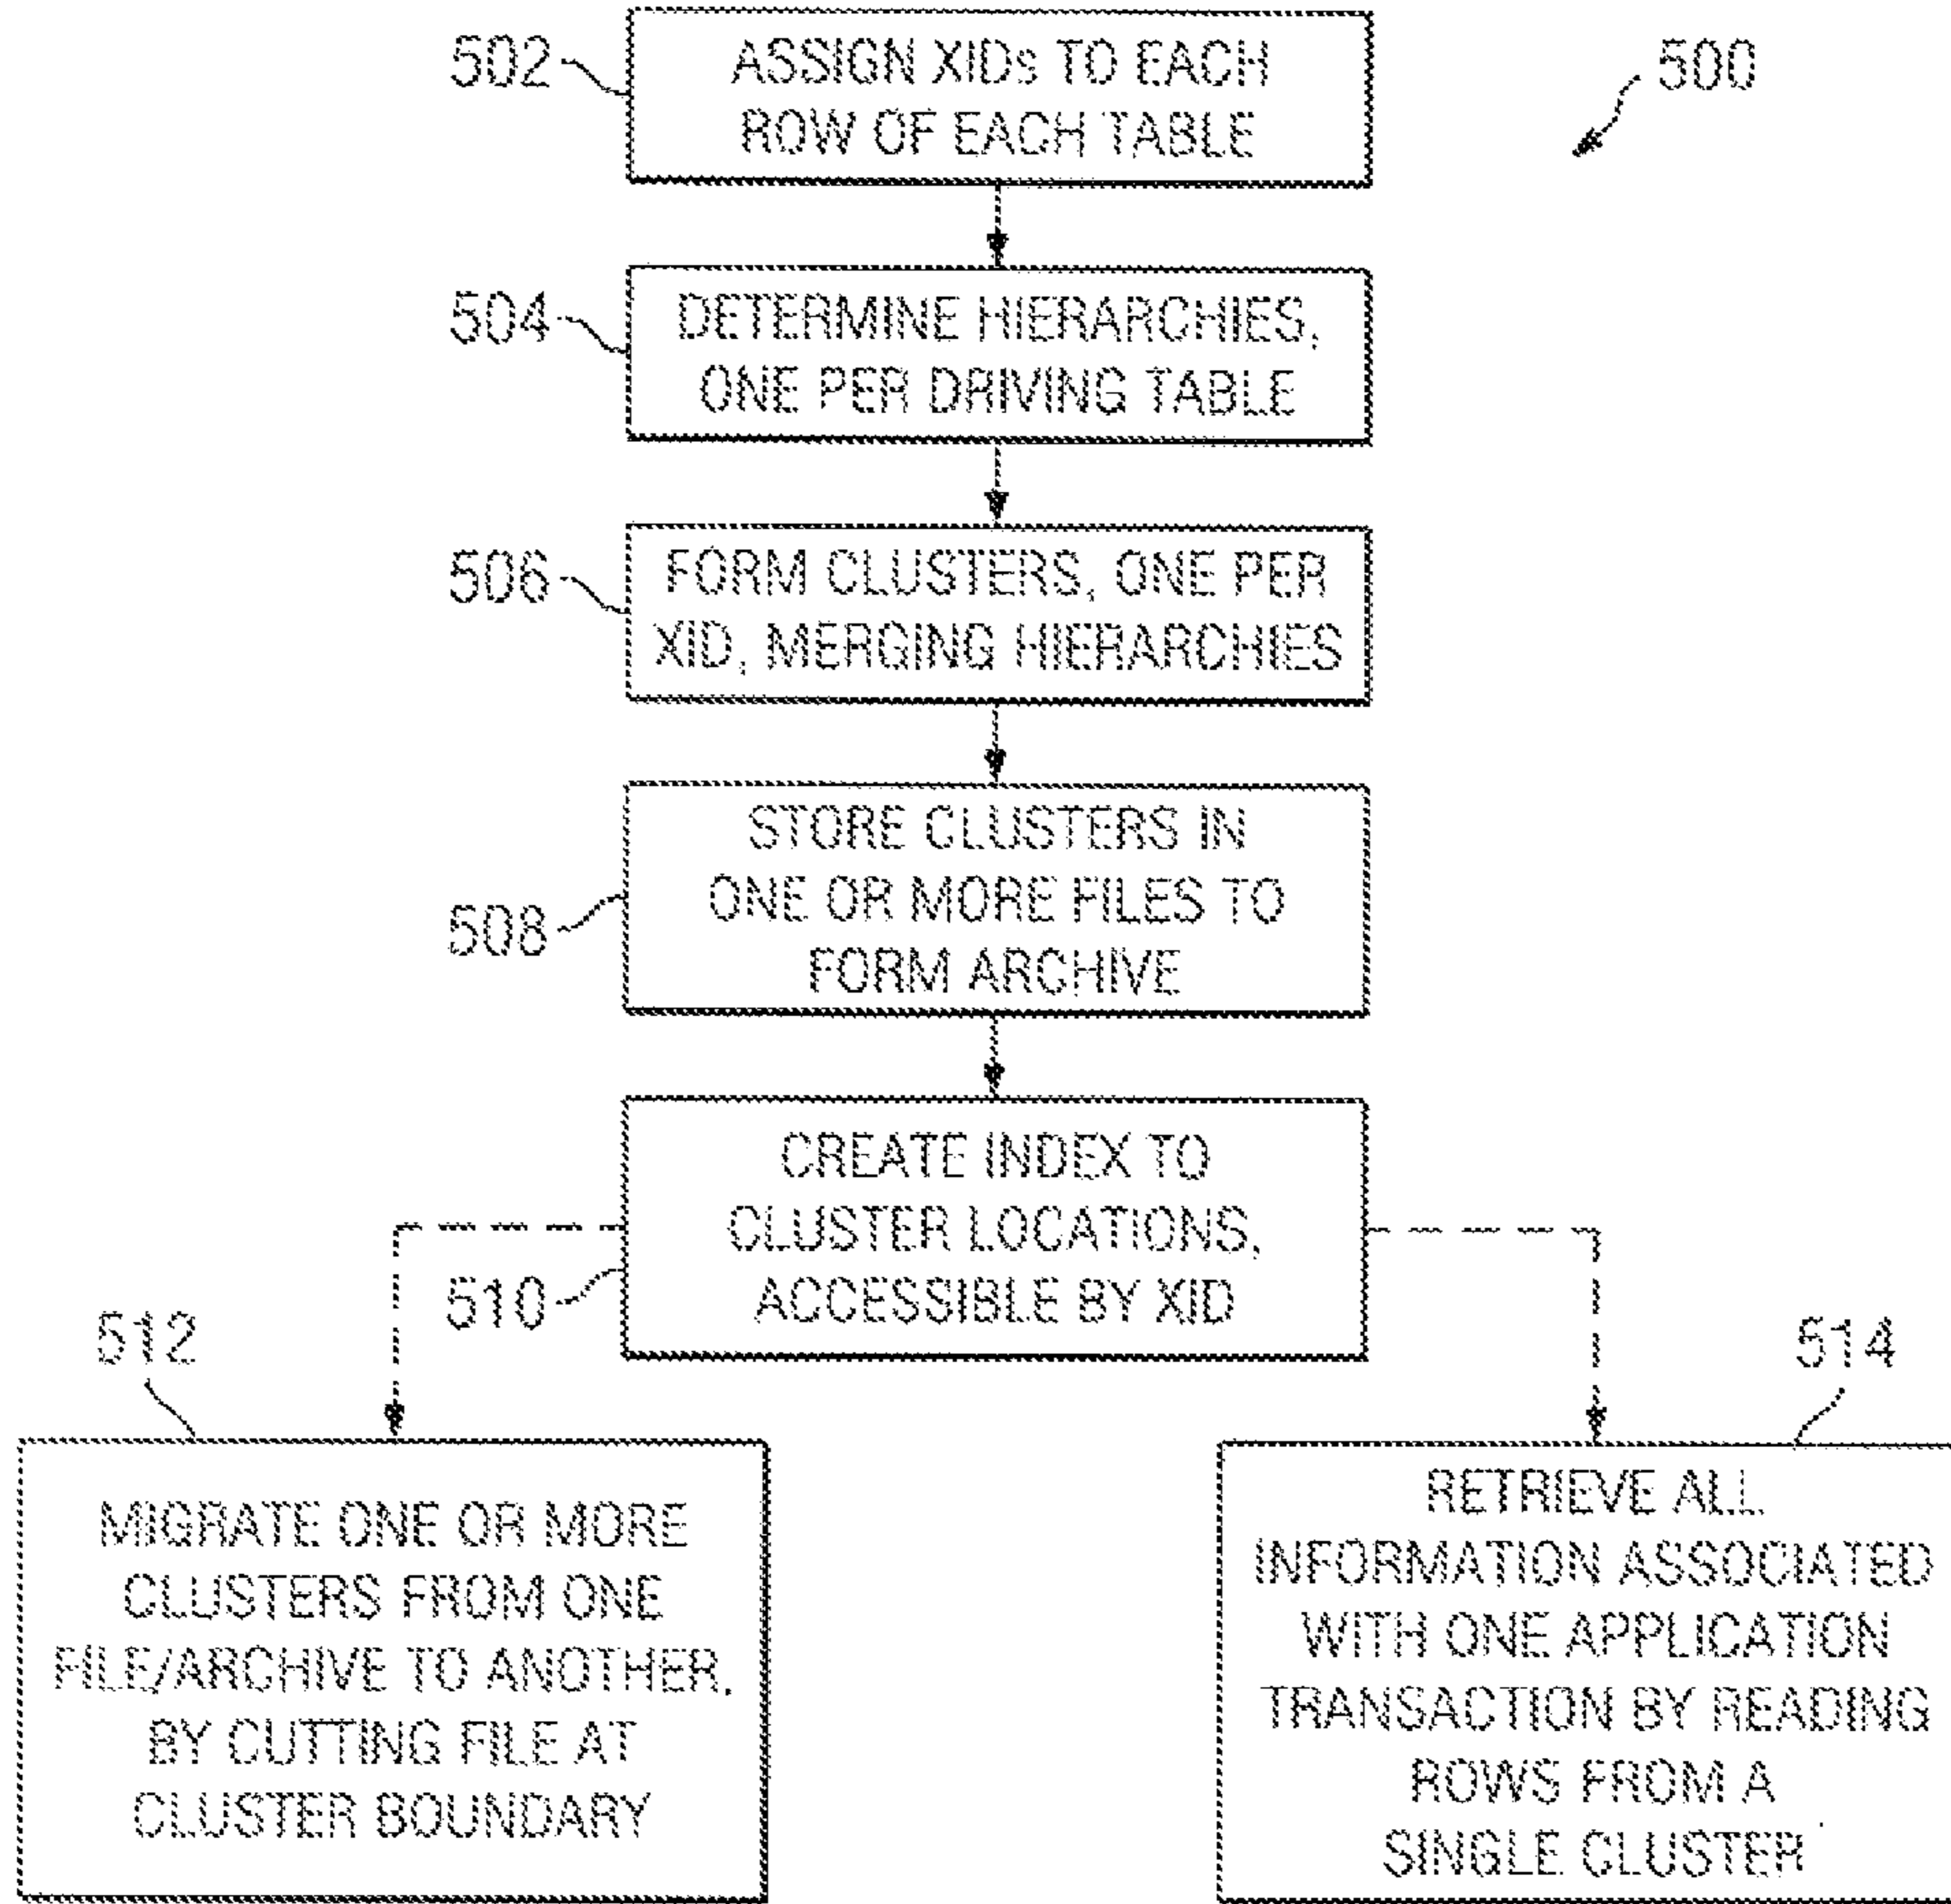 502
ASSIGN XIDs TO EACH
ROW OF EACH TABLE
500
504
DETERMINE HIERARCHIES,
ONE PER DRIVING TABLE
506
FORM CLUSTERS, ONE PER
XID, MERGING HIERARCHIES
508
STORE CLUSTERS IN
ONE OR MORE FILES TO
FORM ARCHIVE
510
CREATE INDEX TO
CLUSTER LOCATIONS,
ACCESSIBLE BY XID
512
MIGRATE ONE OR MORE
CLUSTERS FROM ONE
FILE/ARCHIVE TO ANOTHER,
BY CUTTING FILE AT
CLUSTER BOUNDARY
514
RETRIEVE ALL
INFORMATION ASSOCIATED
WITH ONE APPLICATION
TRANSACTION BY READING
ROWS FROM A
SINGLE CLUSTER